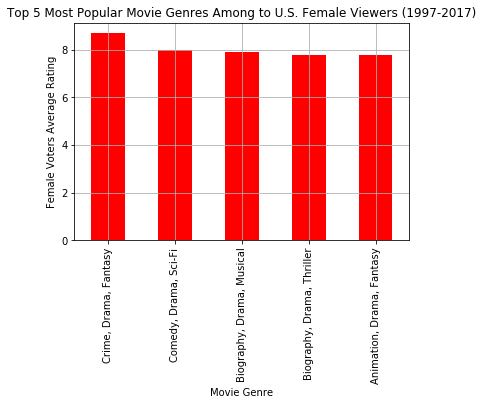 Top 5 Most Popular Movie Genres Among to U.S. Female Viewers (1997-2017)
Female Voters Average Rating
8
6
4
2
0
Crime, Drama, Fantasy
Comedy, Drama, Sci-Fi
Biography, Drama, Musical
Biography, Drama, Thriller
Animation, Drama, Fantasy
Movie Genre